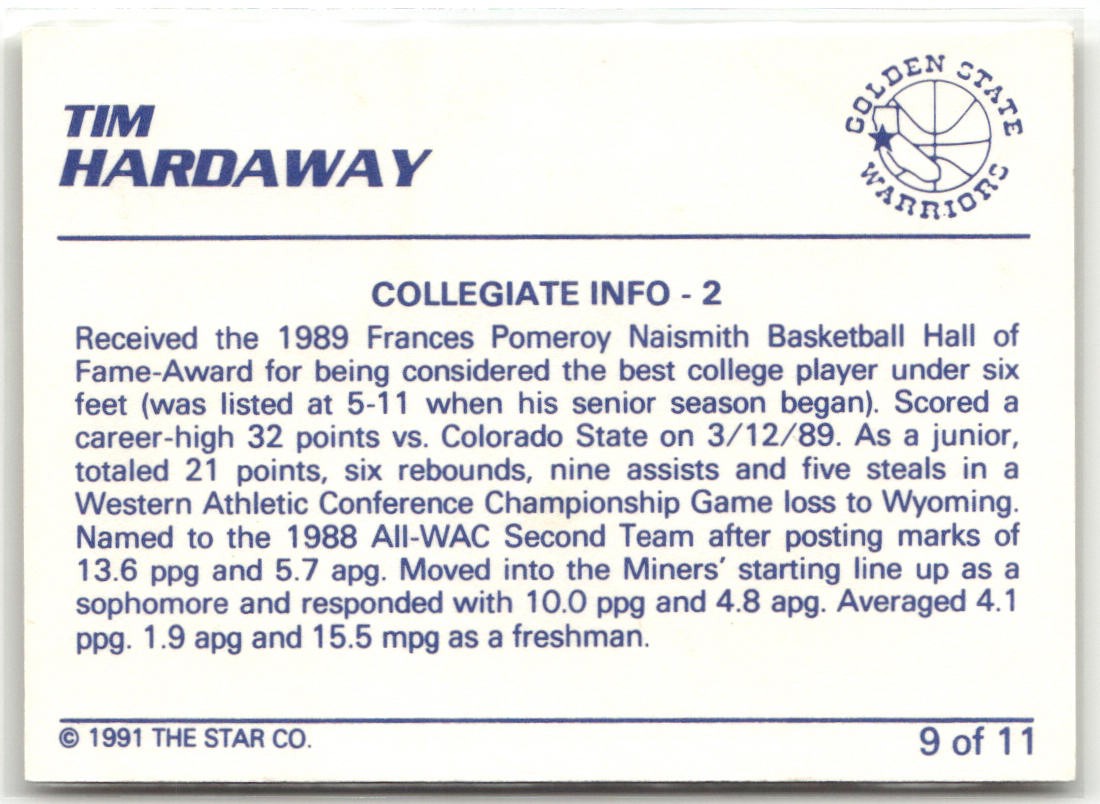 TIM
HARDAWAY
GOLDEN STATE
WARRIORS
COLLEGIATE INFO - 2
Received the 1989 Frances Pomeroy Naismith Basketball Hall of
Fame-Award for being considered the best college player under six
feet (was listed at 5-11 when his senior season began). Scored a
career-high 32 points vs. Colorado State on 3/12/89. As a junior,
totaled 21 points, six rebounds, nine assists and five steals in a
Western Athletic Conference Championship Game loss to Wyoming.
Named to the 1988 All-WAC Second Team after posting marks of
13.6 ppg and 5.7 apg. Moved into the Miners' starting line up as a
sophomore and responded with 10.0 ppg and 4.8 apg. Averaged 4.1
ppg. 1.9 apg and 15.5 mpg as a freshman.
© 1991 THE STAR CO.
9 of 11